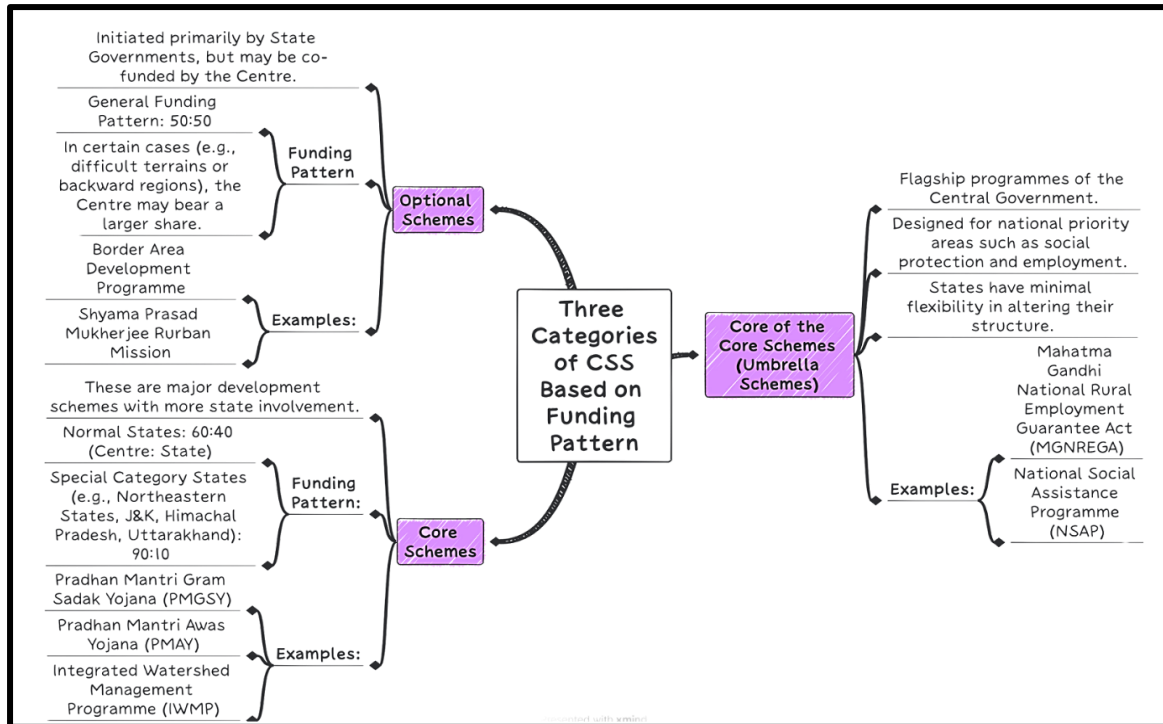 Three
Categories
of CSS
Based on
Funding
Pattern
Core of the
Core Schemes
(Umbrella
Schemes)
Flagship programmes of the
Central Government.
Designed for national priority
areas such as social
protection and employment.
States have minimal
flexibility in altering their
structure.
Examples:
Mahatma
Gandhi
National Rural
Employment
Guarantee Act
(MGNREGA)
National Social
Assistance
Programme
(NSAP)
Core
Schemes
These are major development
schemes with more state involvement.
Funding
Pattern:
Normal States: 60:40
(Centre: State)
Special Category States
(e.g., Northeastern
States, J&K, Himachal
Pradesh, Uttarakhand):
90:10
Examples:
Pradhan Mantri Gram
Sadak Yojana (PMGSY)
Pradhan Mantri Awas
Yojana (PMAY)
Integrated Watershed
Management
Programme (IWMP)
Optional
Schemes
Initiated primarily by State
Governments, but may be co-
funded by the Centre.
Funding
Pattern
General Funding
Pattern: 50:50
In certain cases (e.g.,
difficult terrains or
backward regions), the
Centre may bear a
larger share.
Examples:
Border Area
Development
Programme
Shyama Prasad
Mukherjee Rurban
Mission
with xmind